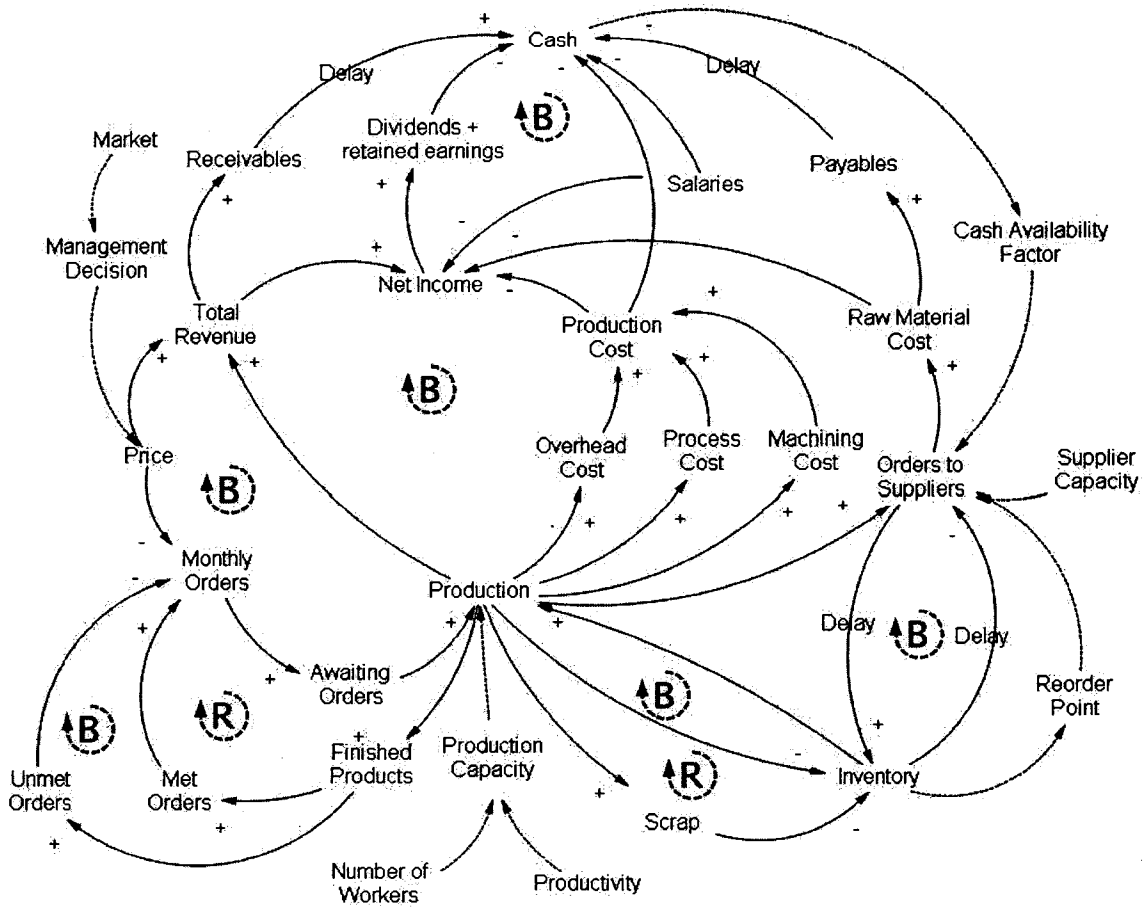 +
-
Cash
-
-
-
Delay
Delay
B
Dividends +
retained earnings
Market
Receivables
Payables
+
Salaries
+
-
+
Management
Decision
+
-
Cash Availability
Factor
Net Income
-
+
Total
Revenue
Production
Cost
Raw Material
Cost
+
+
+
+
+
B
Price
Overhead
Cost
Process
Cost
Machining
Cost
Orders to
Suppliers
Supplier
Capacity
B
-
+
+
+
+
-
Monthly
Orders
-
Production
+
+
+
Delay
B
Delay
Awaiting
Orders
+
B
Reorder
Point
B
R
+
+
-
Unmet
Orders
Met
Orders
Finished
Products
Production
Capacity
R
+
Inventory
+
+
Scrap
-
Number of
Workers
Productivity